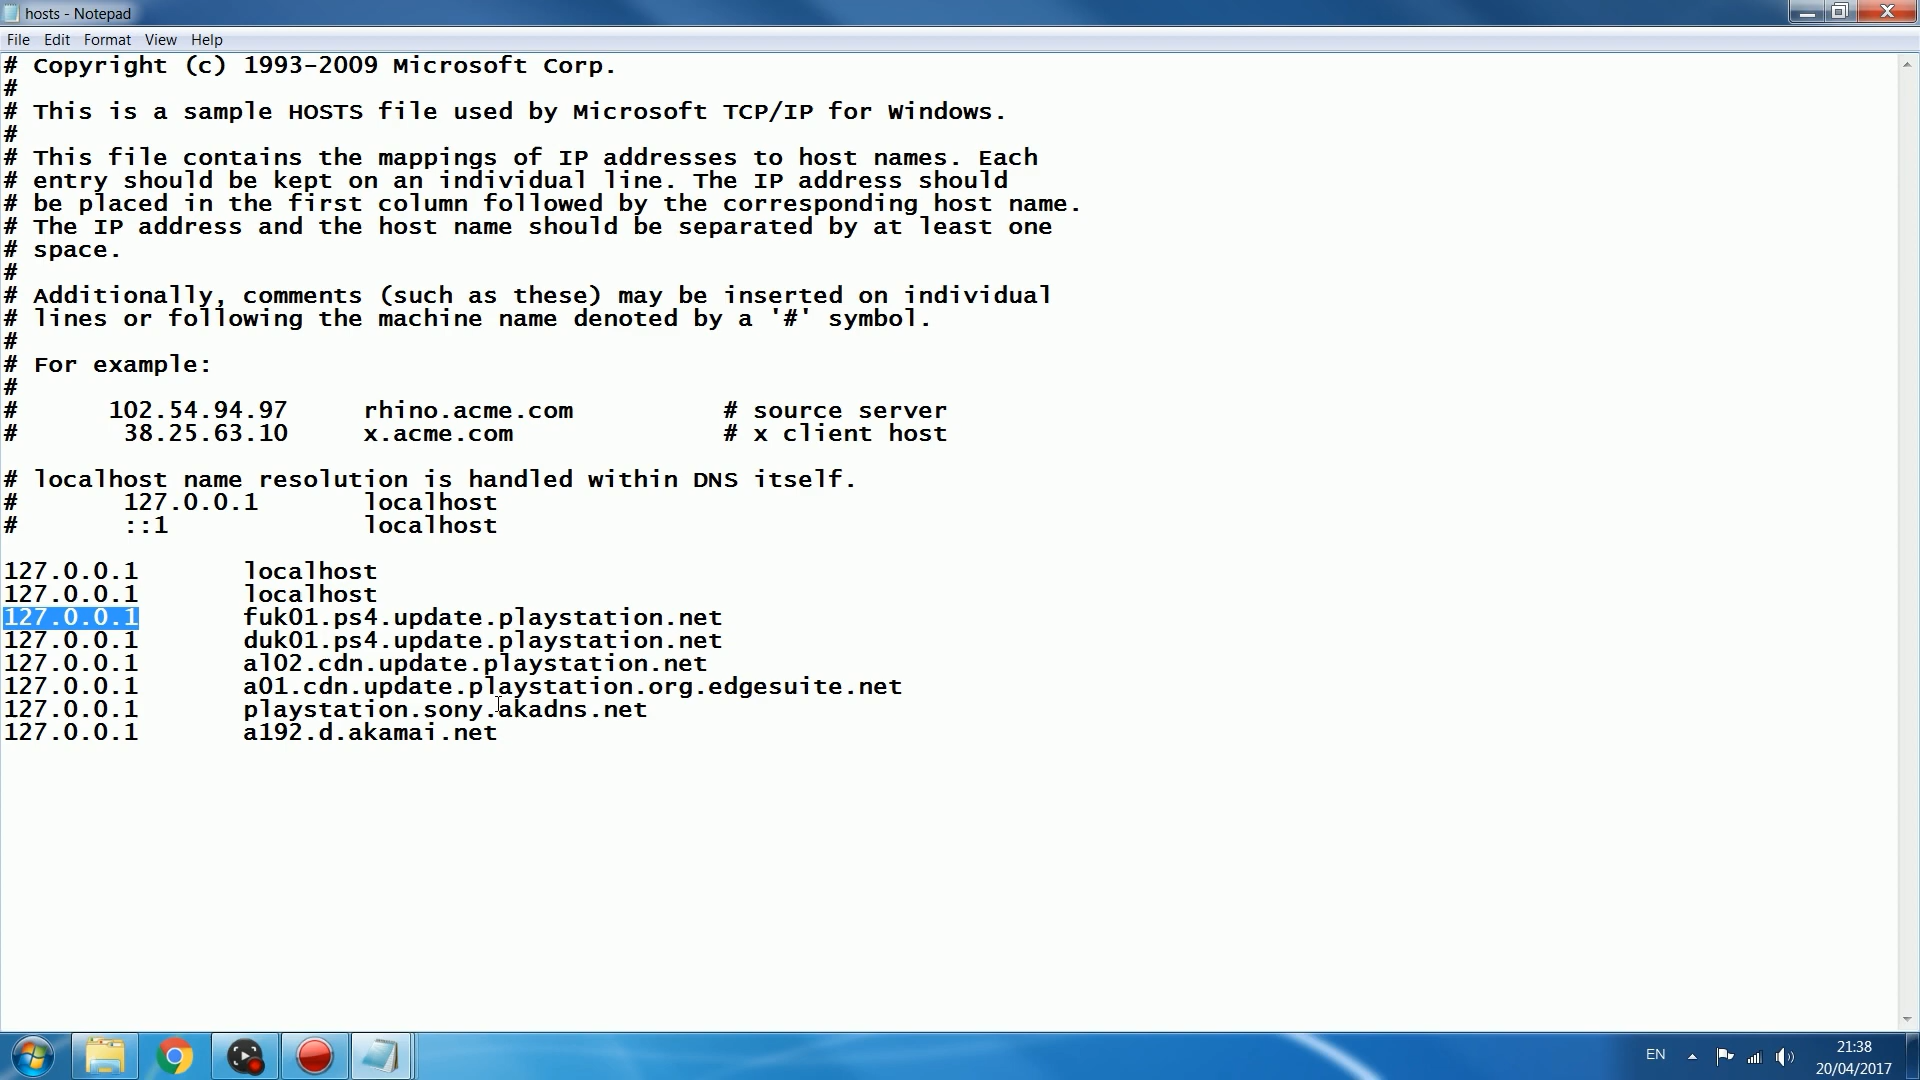 hosts - Notepad
File Edit Format View Help
# Copyright (c) 1993-2009 Microsoft Corp.
#
# This is a sample HOSTS file used by Microsoft TCP/IP for Windows.
#
# This file contains the mappings of IP addresses to host names. Each
# entry should be kept on an individual line. The IP address should
# be placed in the first column followed by the corresponding host name.
# The IP address and the host name should be separated by at least one
# space.
#
# Additionally, comments (such as these) may be inserted on individual
# lines or following the machine name denoted by a '#' symbol.
#
# For example:
#
# 102.54.94.97 rhino.acme.com # source server
# 38.25.63.10 x.acme.com # x client host
# localhost name resolution is handled within DNS itself.
# 127.0.0.1 localhost
# ::1 localhost
127.0.0.1 localhost
127.0.0.1 localhost
127.0.0.1 fuk01.ps4.update.playstation.net
127.0.0.1 duk01.ps4.update.playstation.net
127.0.0.1 al02.cdn.update.playstation.net
127.0.0.1 a01.cdn.update.playstation.org.edgesuite.net
127.0.0.1 playstation.sony.akadns.net
127.0.0.1 a192.d.akamai.net
EN
21:38
20/04/2017